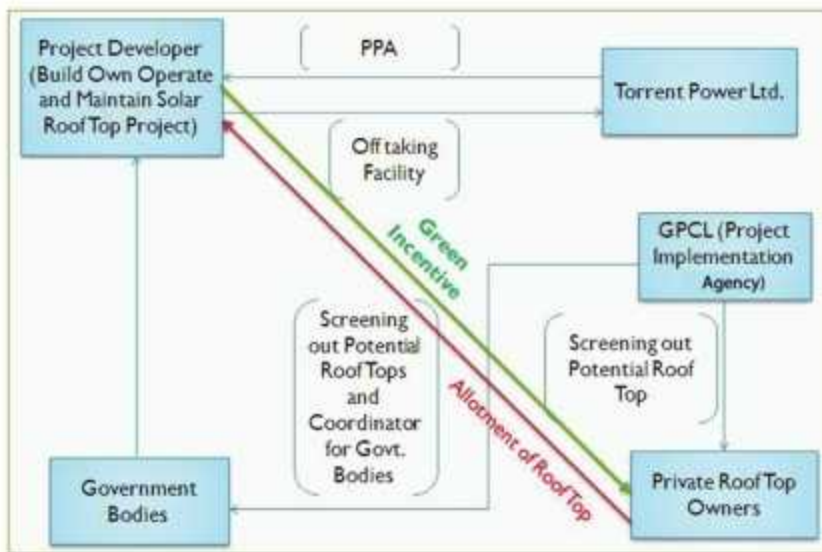 Project Developer
(Build Own Operate
and Maintain Solar
Roof Top Project)
PPA
Torrent Power Ltd.
Off taking
Facility
Green
Incentive
GPCL (Project
Implementation
Agency)
Screening
out Potential
Roof Tops
and
Coordinator
for Govt.
Bodies
Screening out
Potential Roof
Top
Allotment of Roof Top
Government
Bodies
Private Roof Top
Owners